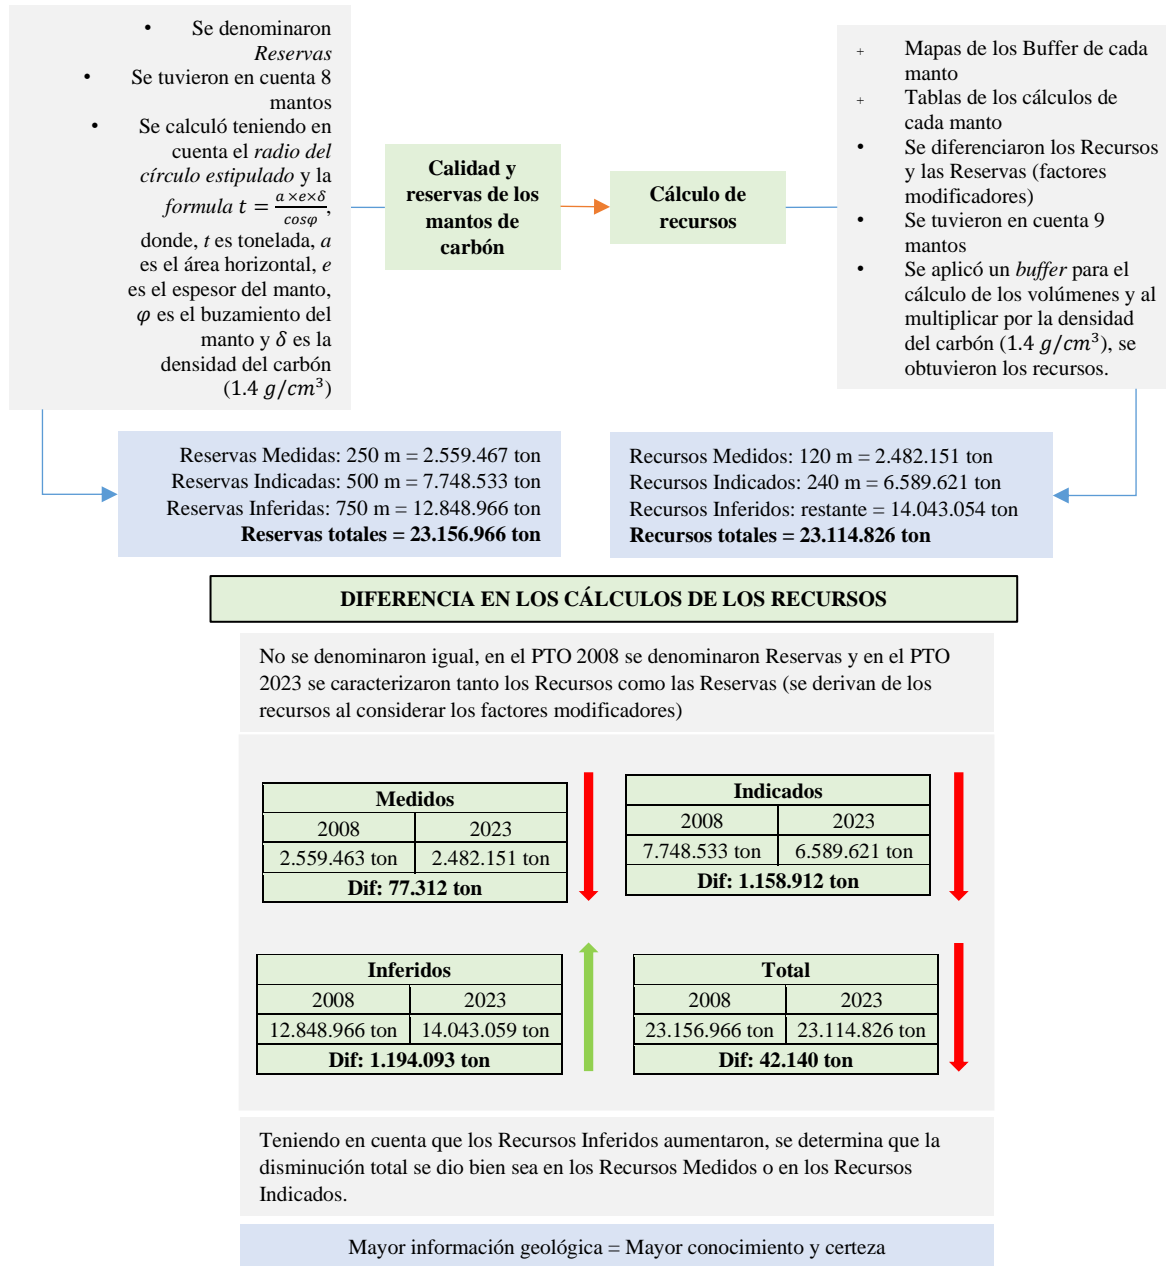 • Se denominaron
Reservas
• Se tuvieron en cuenta 8
mantos
• Se calculó teniendo en
cuenta el radio del
círculo estipulado y la
formula t = \frac{a×e×δ}{cosφ},
donde, t es tonelada, a
es el área horizontal, e
es el espesor del manto,
φ es el buzamiento del
manto y δ es la
densidad del carbón
(1.4 g/cm³)
Calidad y
reservas de los
mantos de
carbón
Cálculo de
recursos
+ Mapas de los Buffer de cada
manto
+ Tablas de los cálculos de
cada manto
• Se diferenciaron los Recursos
y las Reservas (factores
modificadores)
• Se tuvieron en cuenta 9
mantos
• Se aplicó un buffer para el
cálculo de los volúmenes y al
multiplicar por la densidad
del carbón (1.4 g/cm³), se
obtuvieron los recursos.
Reservas Medidas: 250 m = 2.559.467 ton
Reservas Indicadas: 500 m = 7.748.533 ton
Reservas Inferidas: 750 m = 12.848.966 ton
Reservas totales = 23.156.966 ton
Recursos Medidos: 120 m = 2.482.151 ton
Recursos Indicados: 240 m = 6.589.621 ton
Recursos Inferidos: restante = 14.043.054 ton
Recursos totales = 23.114.826 ton
DIFERENCIA EN LOS CÁLCULOS DE LOS RECURSOS
No se denominaron igual, en el PTO 2008 se denominaron Reservas y en el PTO
2023 se caracterizaron tanto los Recursos como las Reservas (se derivan de los
recursos al considerar los factores modificadores)
Medidos
2008 2023
2.559.463 ton 2.482.151 ton
Dif: 77.312 ton
Indicados
2008 2023
7.748.533 ton 6.589.621 ton
Dif: 1.158.912 ton
Inferidos
2008 2023
12.848.966 ton 14.043.059 ton
Dif: 1.194.093 ton
Total
2008 2023
23.156.966 ton 23.114.826 ton
Dif: 42.140 ton
Teniendo en cuenta que los Recursos Inferidos aumentaron, se determina que la
disminución total se dio bien sea en los Recursos Medidos o en los Recursos
Indicados.
Mayor información geológica = Mayor conocimiento y certeza